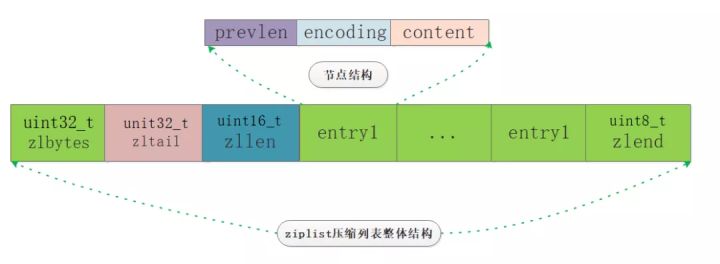 prevlen encoding content
节点结构
uint32_t unit32_t uint16_t uint8_t
zlbytes zltail zllen entry1 ... entry1 zlend
ziplist压缩列表整体结构